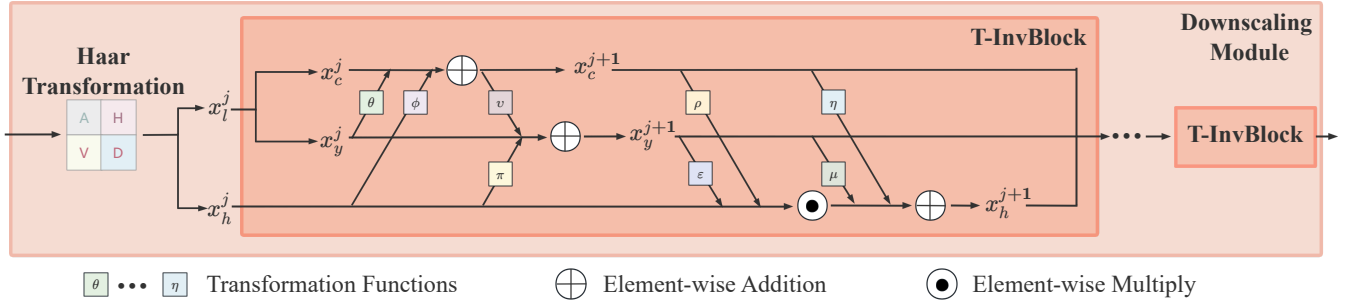 Downscaling
Module
T-InvBlock
Haar
Transformation
A H
V D
x_l^j
x_c^j
x_y^j
x_h^j
θ
ϕ
υ
π
x_c^{j+1}
x_y^{j+1}
ρ
η
ε
μ
x_h^{j+1}
T-InvBlock
θ ••• η Transformation Functions
Element-wise Addition
Element-wise Multiply